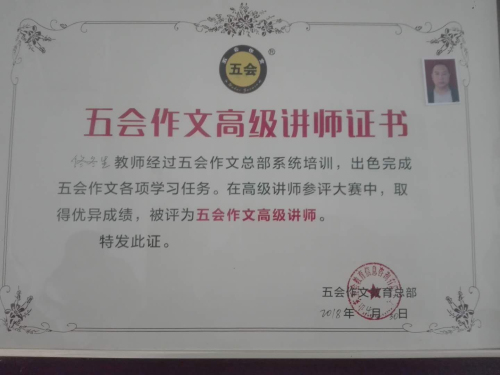 五会
®
五会作文高级讲师证书
教师经过五会作文总部系统培训，出色完成
五会作文各项学习任务。在高级讲师参评大赛中，取
得优异成绩，被评为五会作文高级讲师。
特发此证。
五会作文教育总部
2018年 月 10日